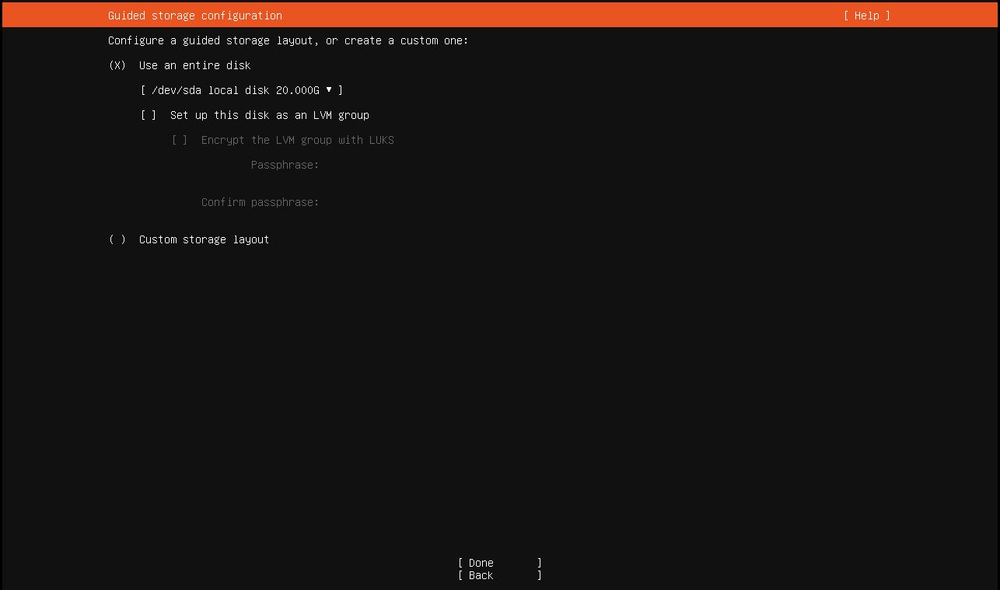 Guided storage configuration [ Help ]
Configure a guided storage layout, or create a custom one:
(X) Use an entire disk
[ /dev/sda local disk 20.000G ▾ ]
[ ] Set up this disk as an LVM group
[ ] Encrypt the LVM group with LUKS
Passphrase:
Confirm passphrase:
( ) Custom storage layout
[ Done ]
[ Back ]